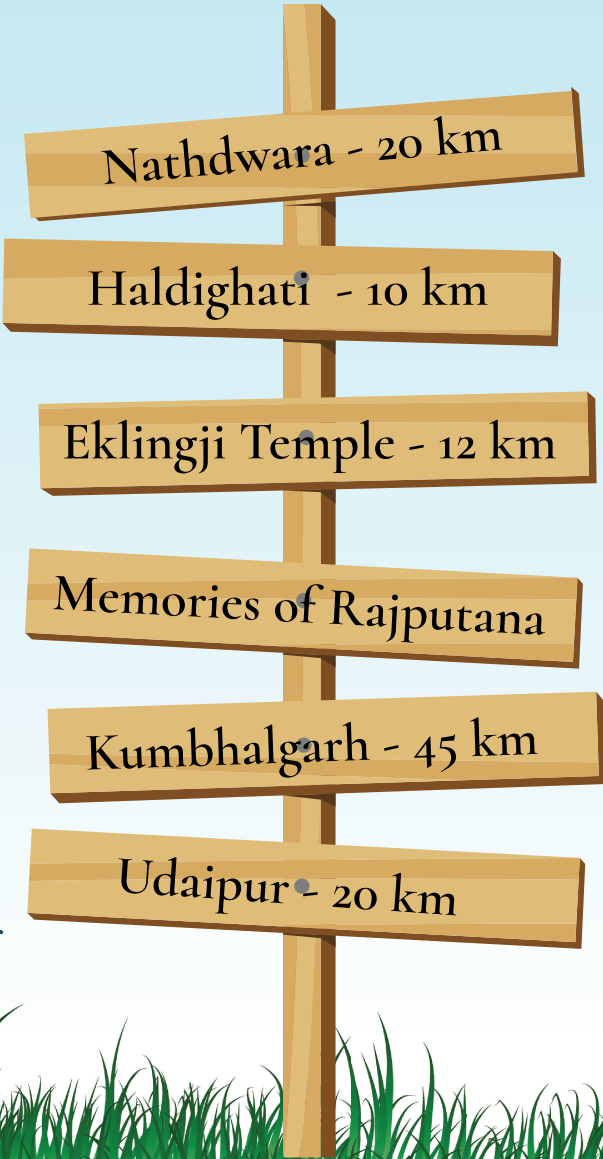 Nathdwara - 20 km
Haldighati - 10 km
Eklingji Temple - 12 km
Memories of Rajputana
Kumbhalgarh - 45 km
Udaipur - 20 km